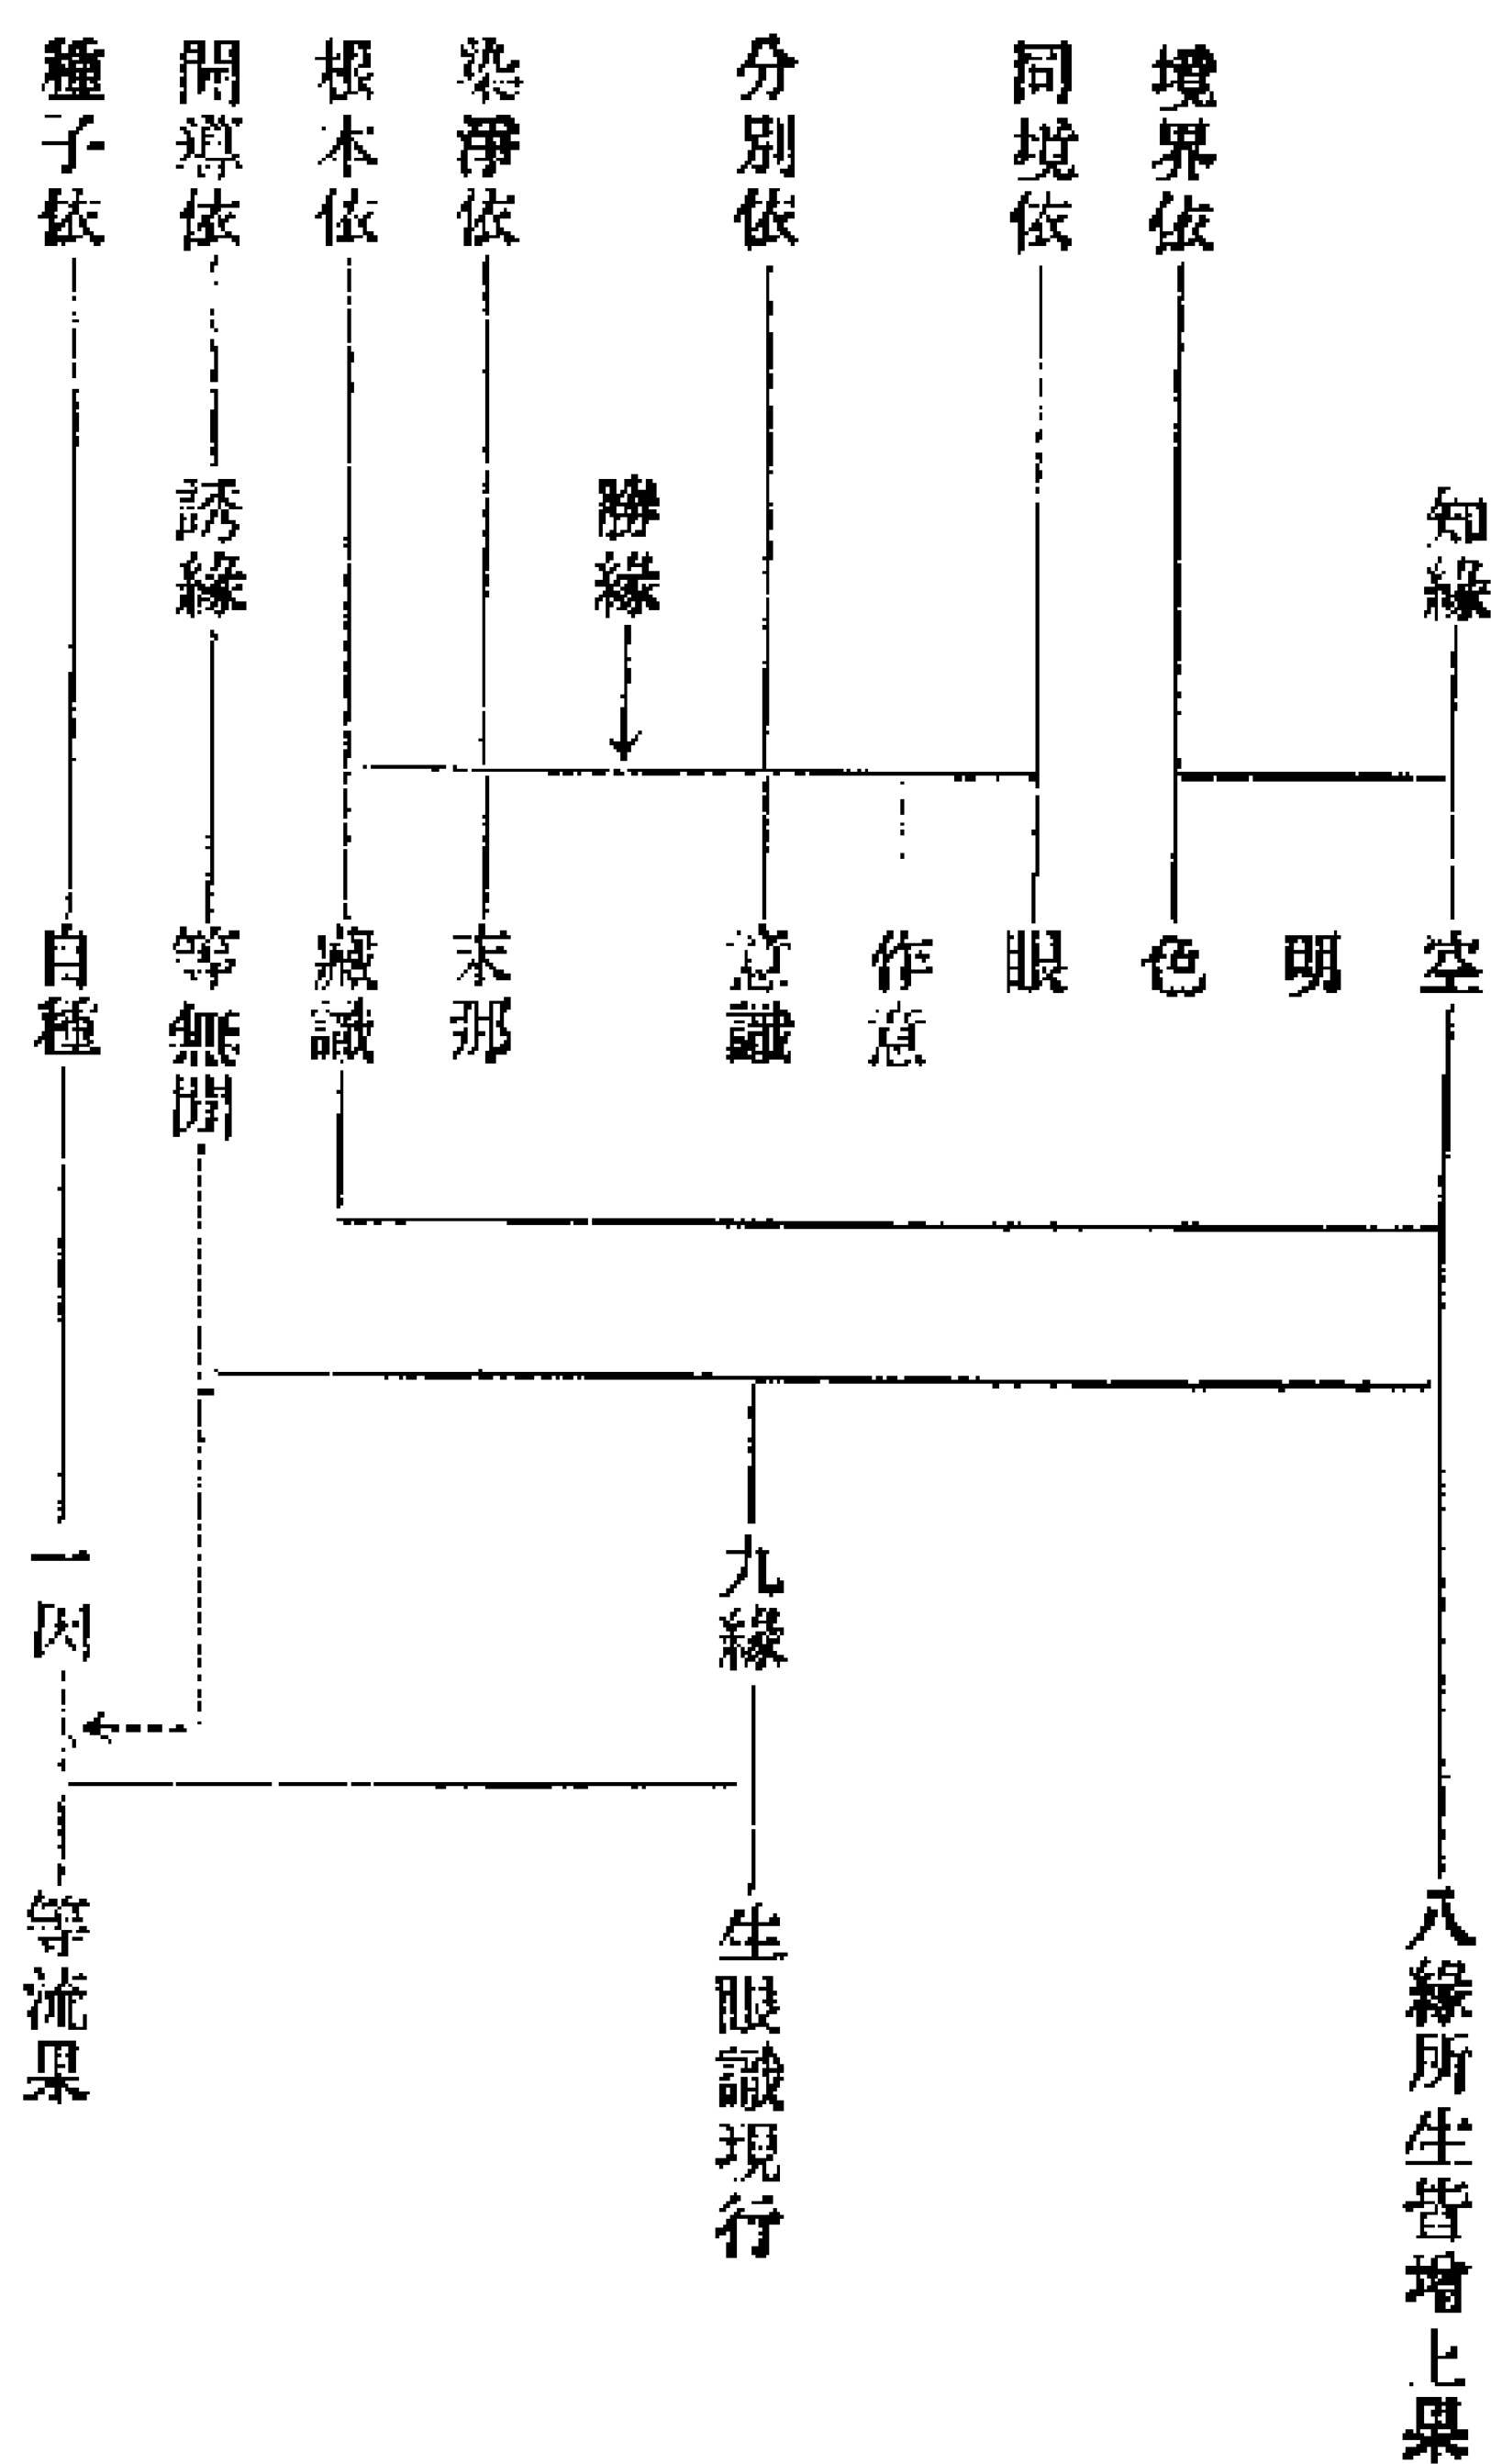 境界依
同境依
分別依
染淨依
根本依
開導依
種子依
知緣
勝緣
誘緣
空
明
色
眼
作意
意識
末那
藏識
等無間
自種
九緣
一因
八緣所生皆增上果
生眼識現行
等流果